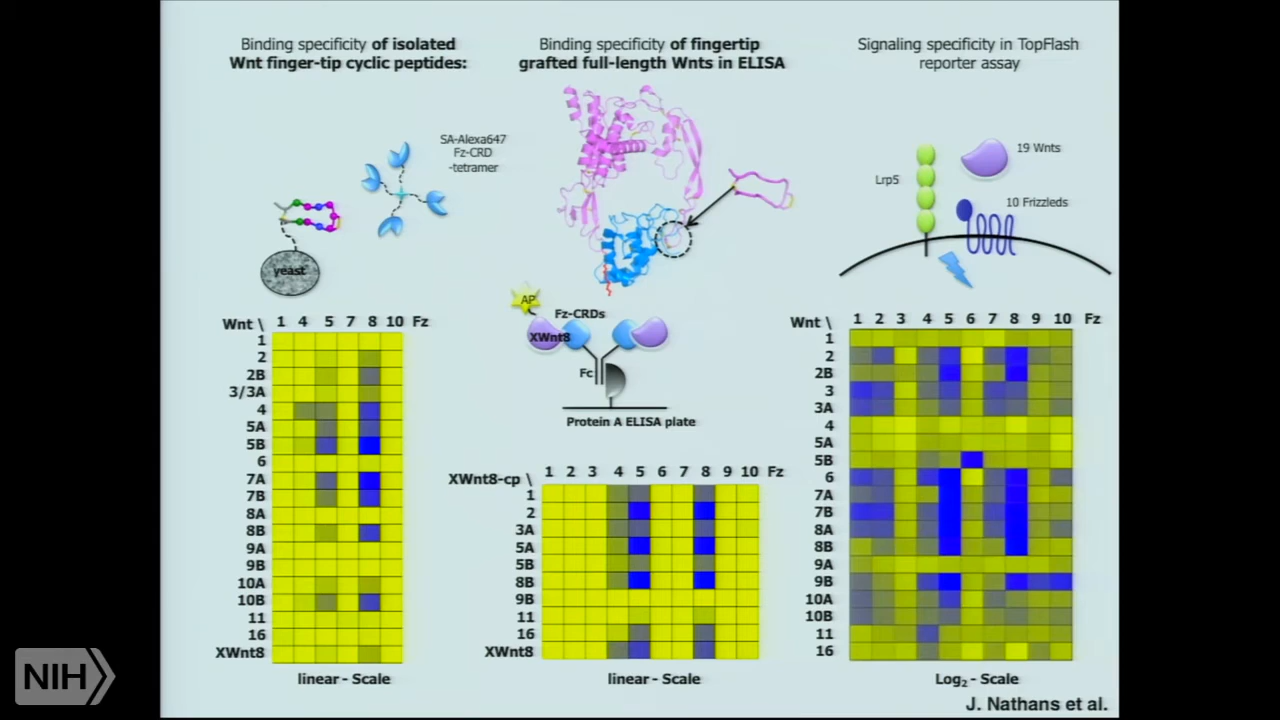 Binding specificity of isolated
Wnt finger-tip cyclic peptides:
SA-Alexa647
Fz-CRD
-tetramer
yeast
Wnt \ 1 4 5 7 8 10 Fz
1
2
2B
3/3A
4
5A
5B
6
7A
7B
8A
8B
9A
9B
10A
10B
11
16
XWnt8
linear - Scale
Binding specificity of fingertip
grafted full-length Wnts in ELISA
AP
Fz-CRDs
XWnt8
Fc
Protein A ELISA plate
1 2 3 4 5 6 7 8 9 10 Fz
XWnt8-cp \
1
2
3A
5A
5B
8B
9B
11
16
XWnt8
linear - Scale
Signaling specificity in TopFlash
reporter assay
19 Wnts
Lrp5
10 Frizzleds
Wnt \ 1 2 3 4 5 6 7 8 9 10 Fz
1
2
2B
3
3A
4
5A
5B
6
7A
7B
8A
8B
9A
9B
10A
10B
11
16
Log₂ - Scale
J. Nathans et al.
NIH